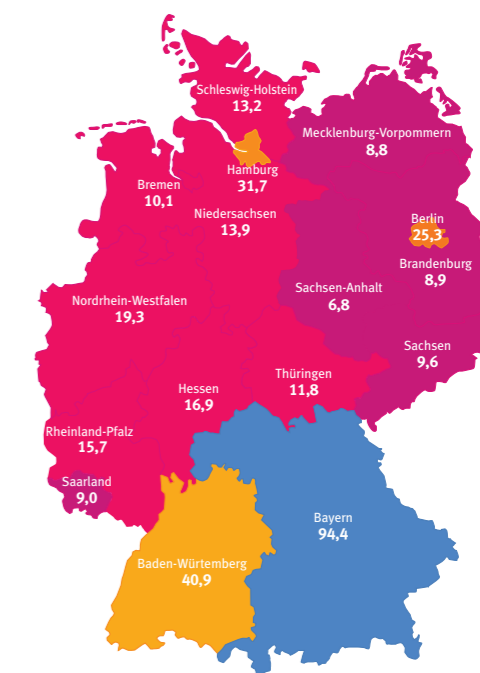 Schleswig-Holstein
13,2
Mecklenburg-Vorpommern
8,8
Hamburg
31,7
Bremen
10,1
Niedersachsen
13,9
Berlin
25,3
Brandenburg
8,9
Sachsen-Anhalt
6,8
Nordrhein-Westfalen
19,3
Sachsen
9,6
Thüringen
11,8
Hessen
16,9
Rheinland-Pfalz
15,7
Saarland
9,0
Bayern
94,4
Baden-Würtemberg
40,9